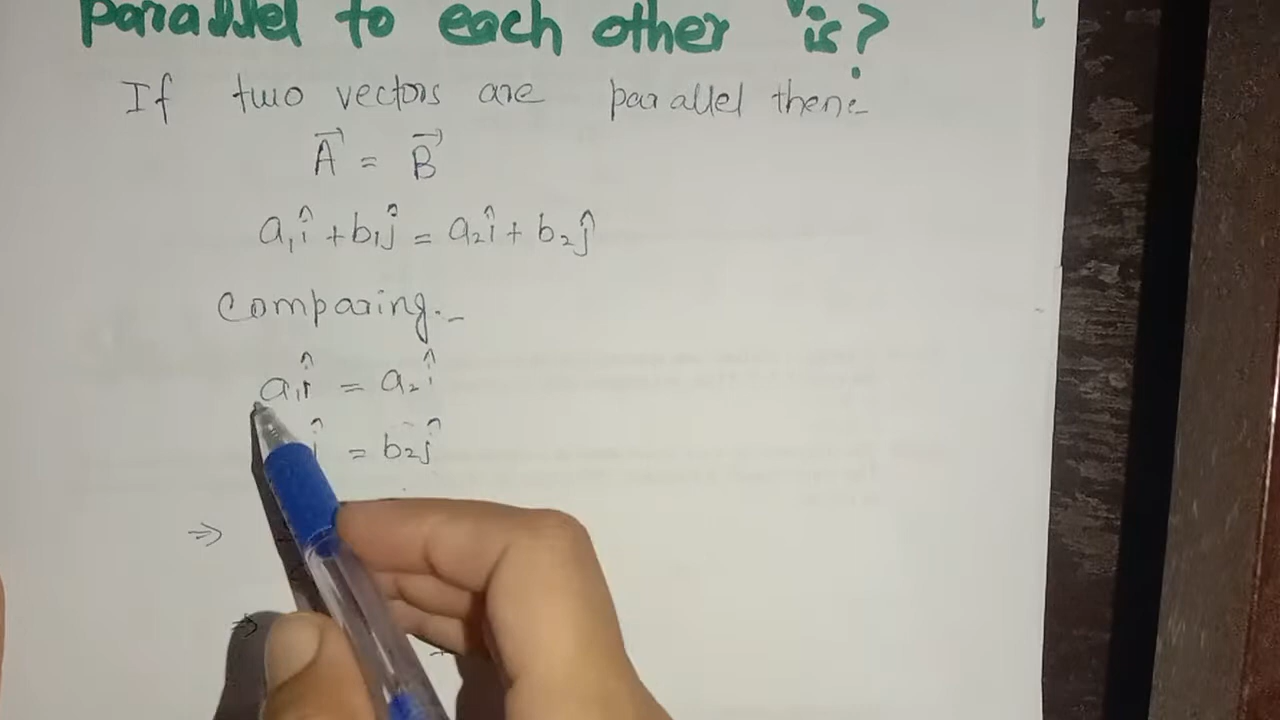 parallel to each other is?
If two vectors are parallel then:-
A⃗ = B⃗
a₁î + b₁ĵ = a₂î + b₂ĵ
Comparing:-
a₁î = a₂î
ĵ = b₂ĵ
⇒
⇒